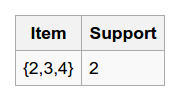 Item Support
{2,3,4} 2